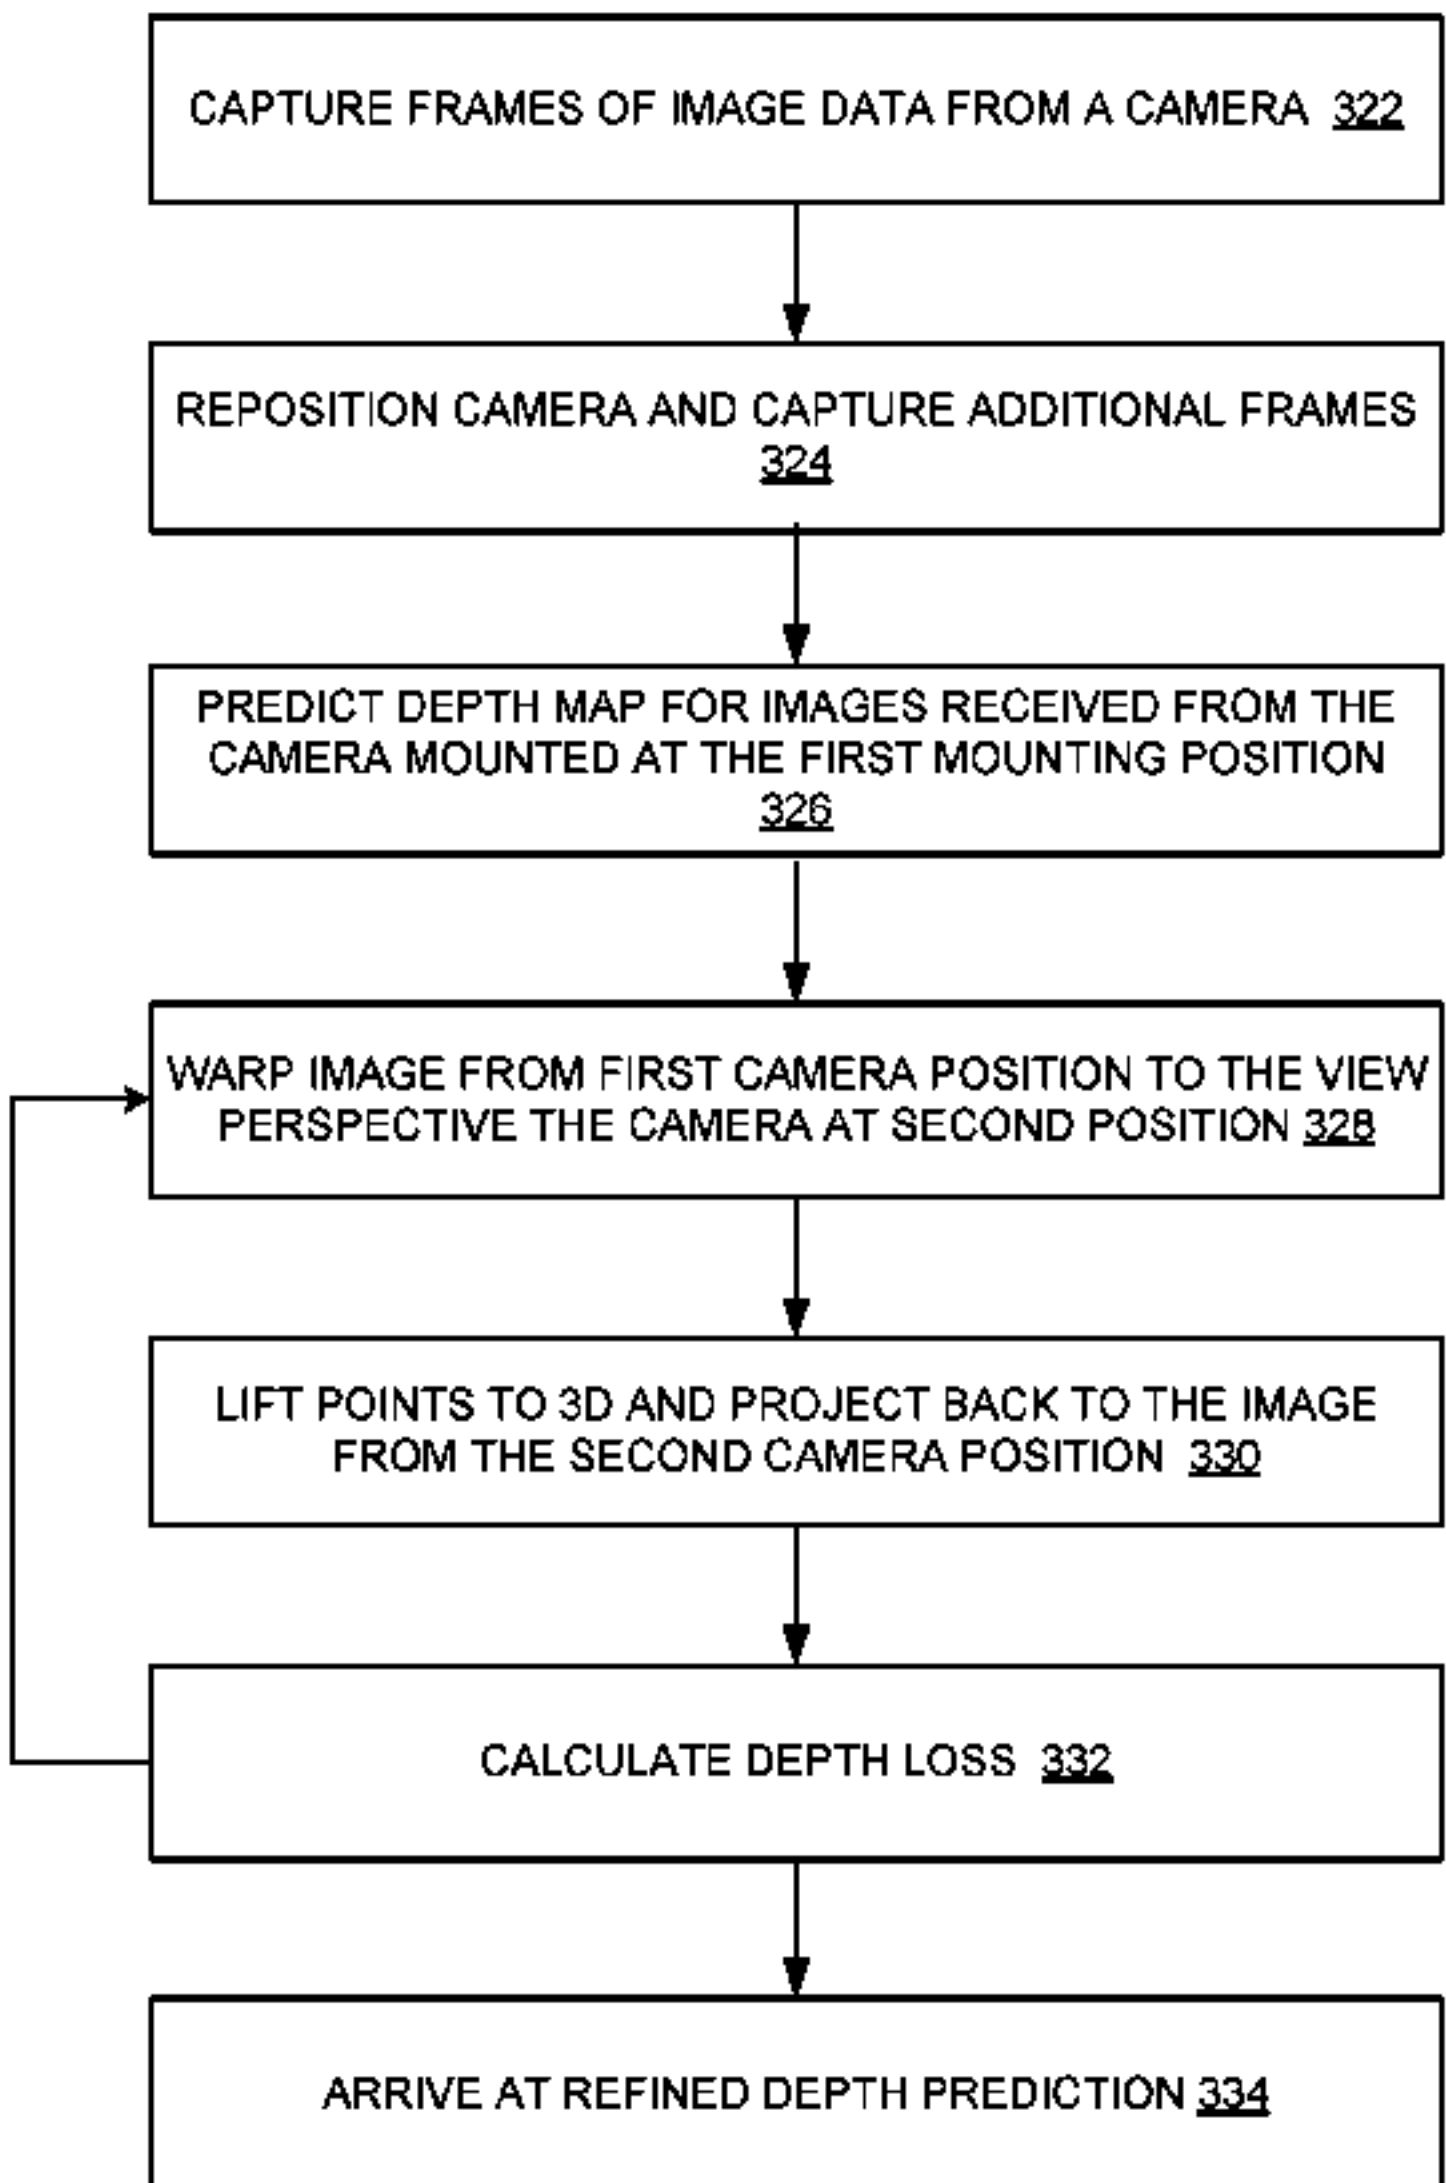 CAPTURE FRAMES OF IMAGE DATA FROM A CAMERA 322
REPOSITION CAMERA AND CAPTURE ADDITIONAL FRAMES
324
PREDICT DEPTH MAP FOR IMAGES RECEIVED FROM THE
CAMERA MOUNTED AT THE FIRST MOUNTING POSITION
326
WARP IMAGE FROM FIRST CAMERA POSITION TO THE VIEW
PERSPECTIVE THE CAMERA AT SECOND POSITION 328
LIFT POINTS TO 3D AND PROJECT BACK TO THE IMAGE
FROM THE SECOND CAMERA POSITION 330
CALCULATE DEPTH LOSS 332
ARRIVE AT REFINED DEPTH PREDICTION 334